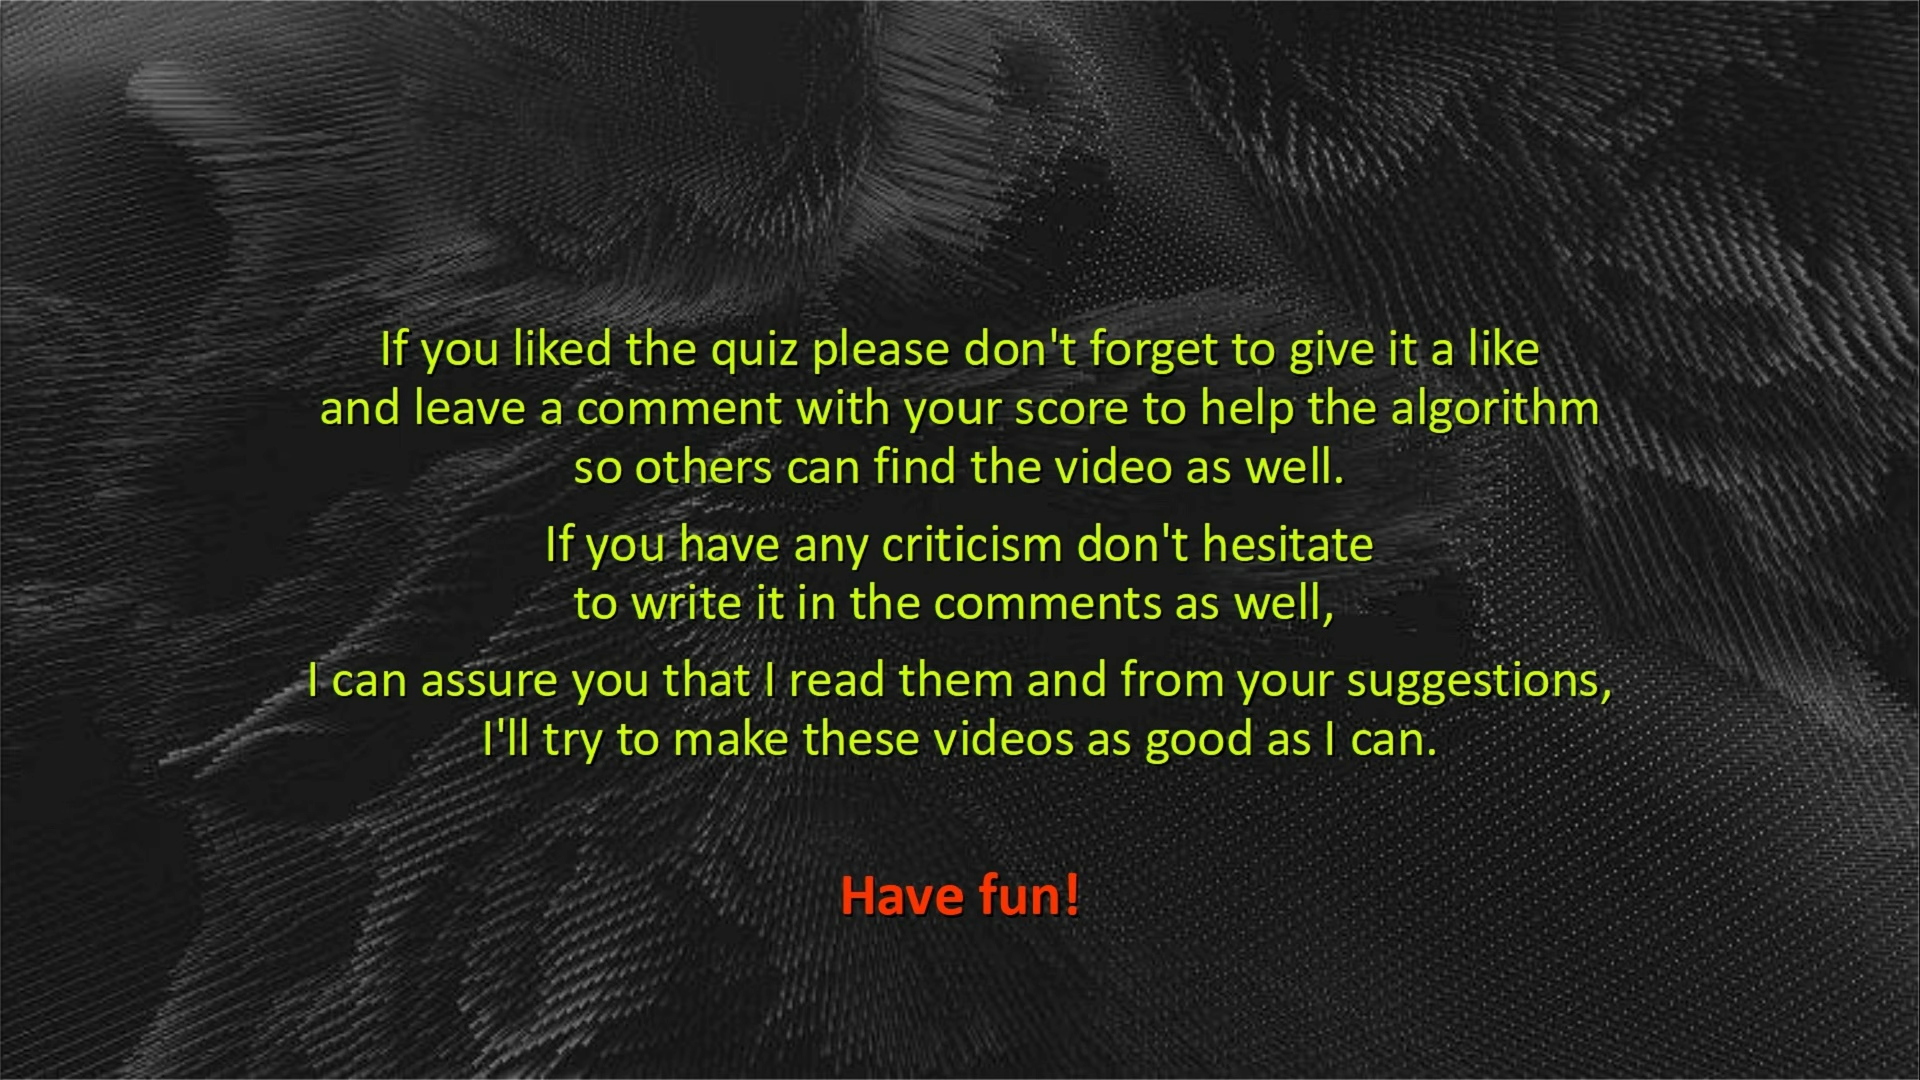 If you liked the quiz please don't forget to give it a like
and leave a comment with your score to help the algorithm
so others can find the video as well.
If you have any criticism don't hesitate
to write it in the comments as well,
I can assure you that I read them and from your suggestions,
I'll try to make these videos as good as I can.
Have fun!